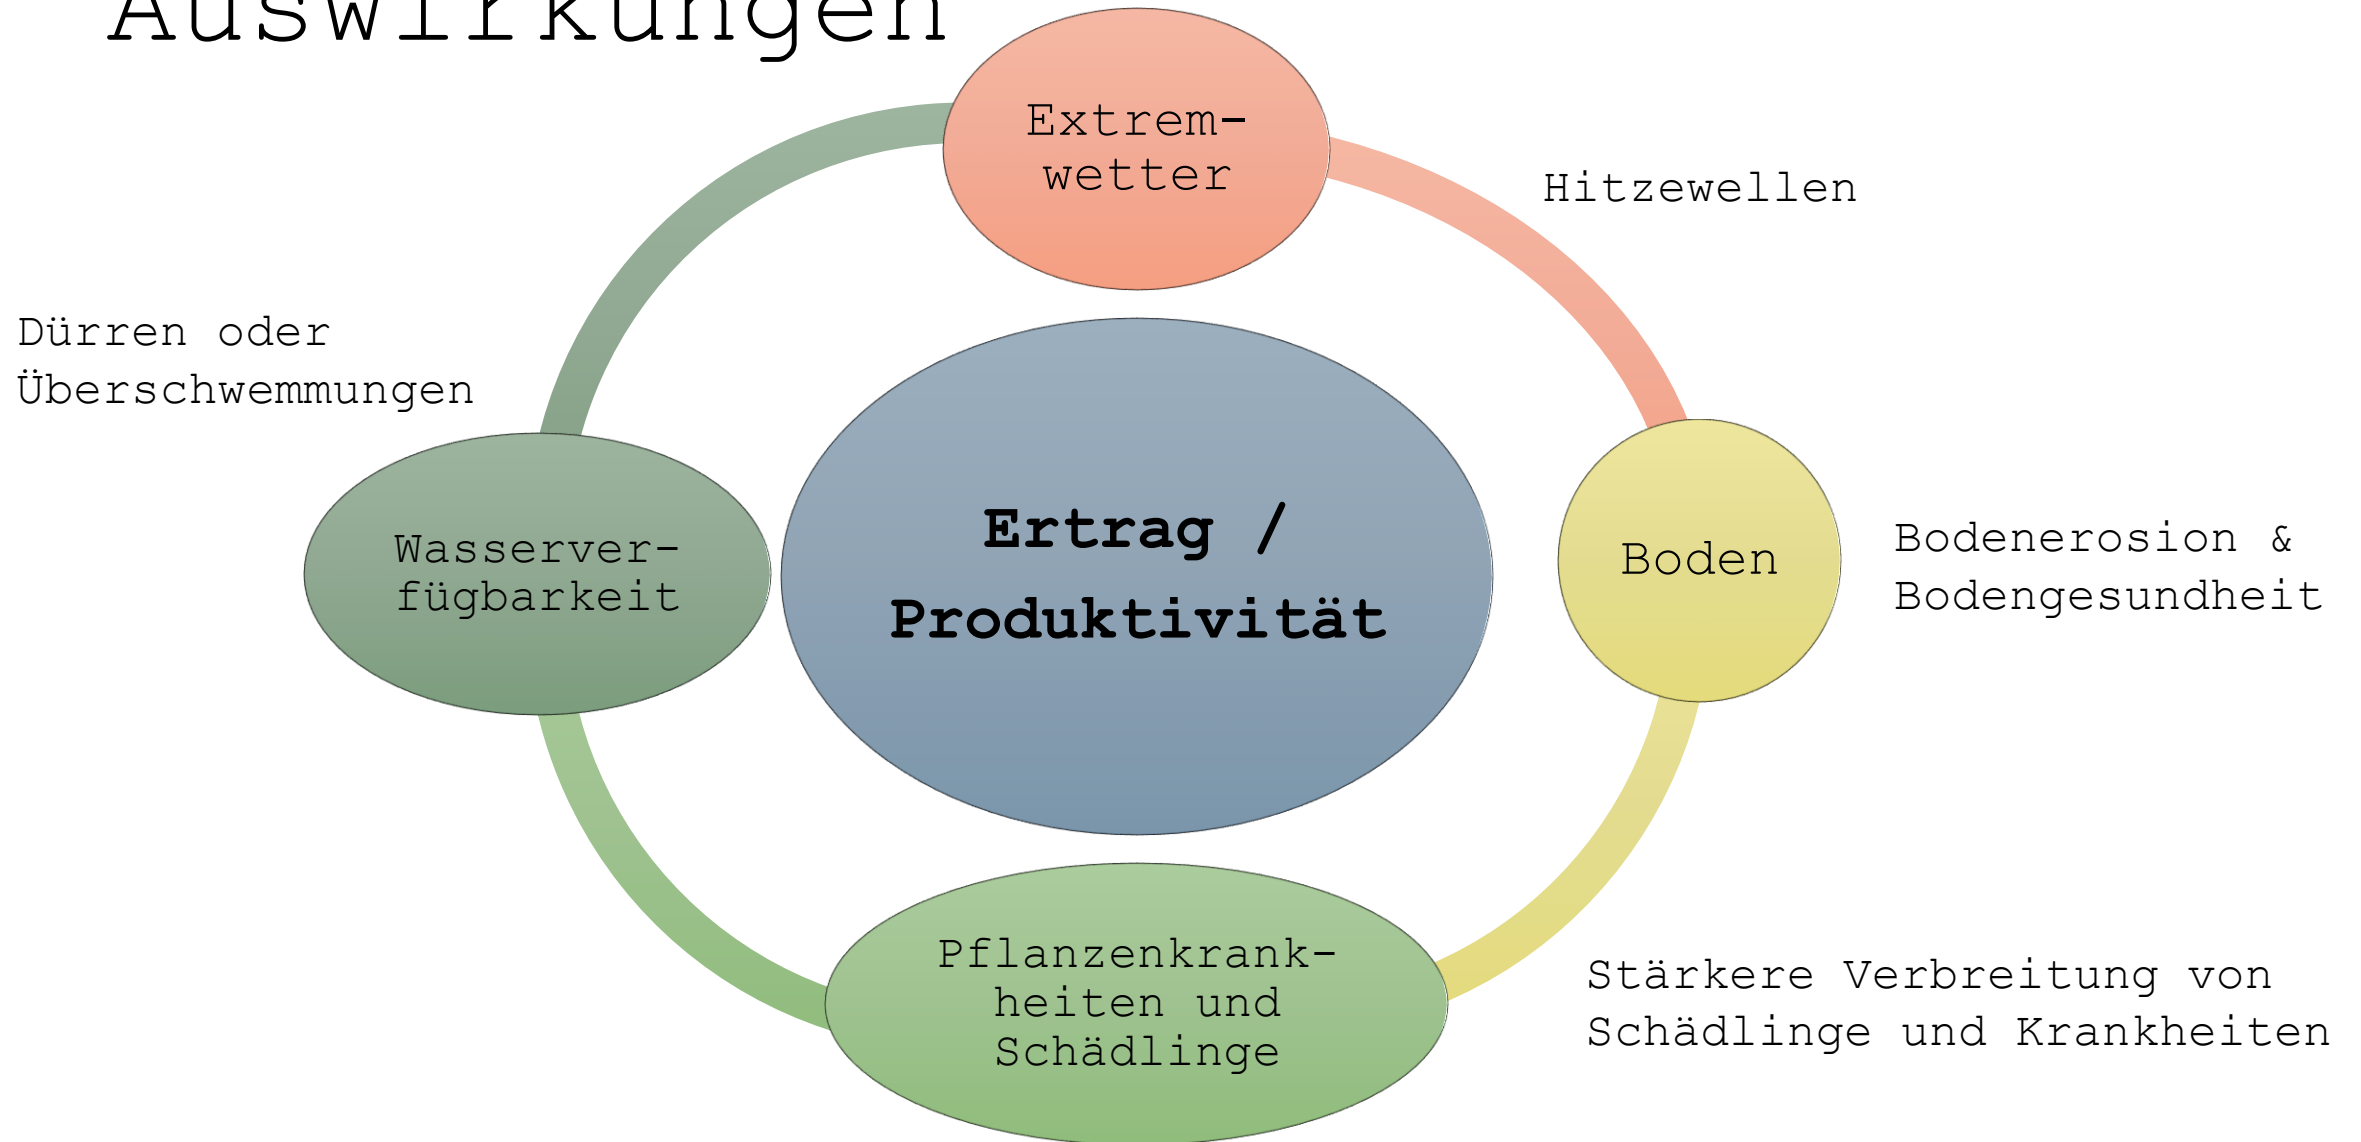 Auswirkungen
Extrem-
wetter
Hitzewellen
Dürren oder
Überschwemmungen
Wasserver-
fügbarkeit
Ertrag /
Produktivität
Boden
Bodenerosion &
Bodengesundheit
Pflanzenkrank-
heiten und
Schädlinge
Stärkere Verbreitung von
Schädlinge und Krankheiten